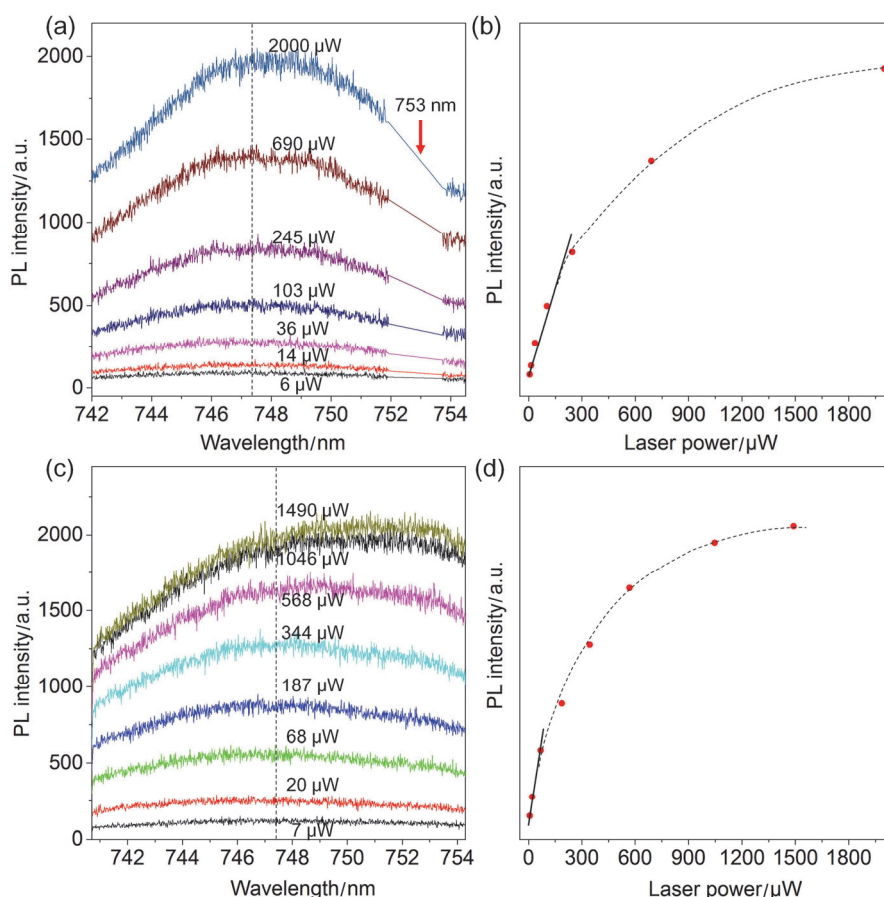 (a)
2000 μW
753 nm
690 μW
245 μW
103 μW
36 μW
14 μW
6 μW
PL intensity/a.u.
2000
1500
1000
500
0
742 744 746 748 750 752 754
Wavelength/nm
(b)
PL intensity/a.u.
0 300 600 900 1200 1500 1800
Laser power/μW
(c)
1490 μW
1046 μW
568 μW
344 μW
187 μW
68 μW
20 μW
7 μW
PL intensity/a.u.
2000
1500
1000
500
0
742 744 746 748 750 752 754
Wavelength/nm
(d)
PL intensity/a.u.
0 300 600 900 1200 1500 1800
Laser power/μW